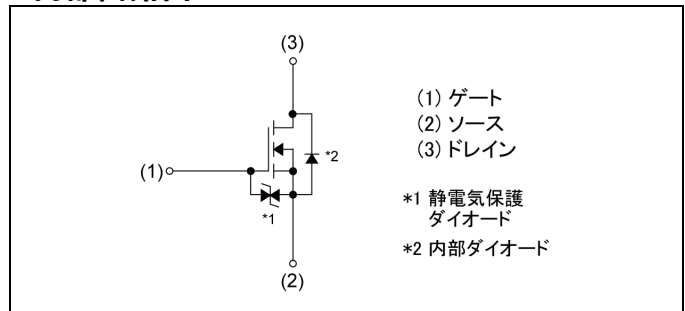 (3)
(1)
*2
*1
(2)
(1) ゲート
(2) ソース
(3) ドレイン
*1 静電気保護
ダイオード
*2 内部ダイオード